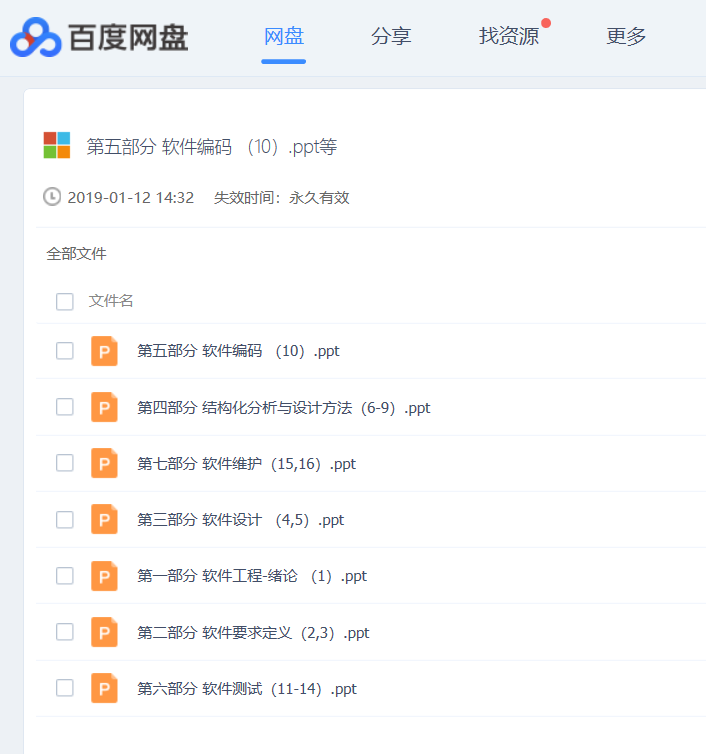 百度网盘 网盘 分享 找资源 更多
第五部分 软件编码 （10）.ppt等
2019-01-12 14:32 失效时间：永久有效
全部文件
文件名
第五部分 软件编码 （10）.ppt
第四部分 结构化分析与设计方法（6-9）.ppt
第七部分 软件维护（15,16）.ppt
第三部分 软件设计 （4,5）.ppt
第一部分 软件工程-绪论 （1）.ppt
第二部分 软件要求定义（2,3）.ppt
第六部分 软件测试（11-14）.ppt